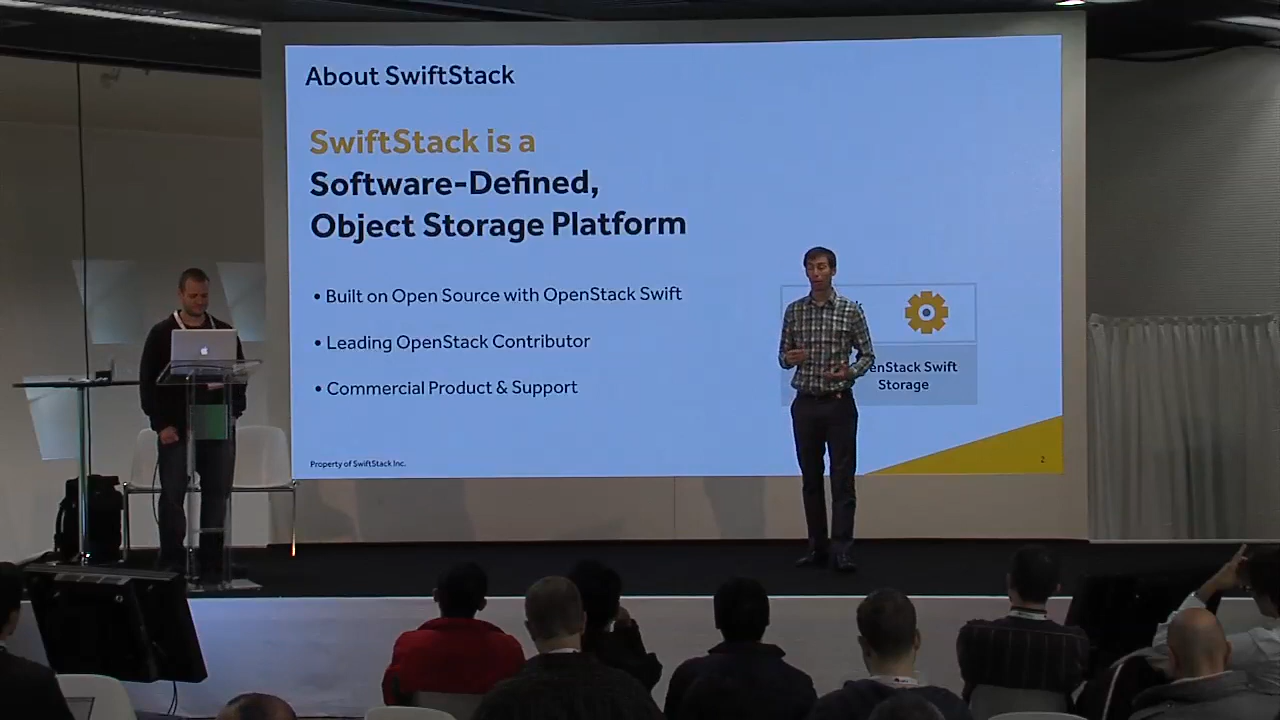 About SwiftStack
SwiftStack is a
Software-Defined,
Object Storage Platform
• Built on Open Source with OpenStack Swift
• Leading OpenStack Contributor
• Commercial Product & Support
enStack Swift
Storage
Property of SwiftStack Inc.
2